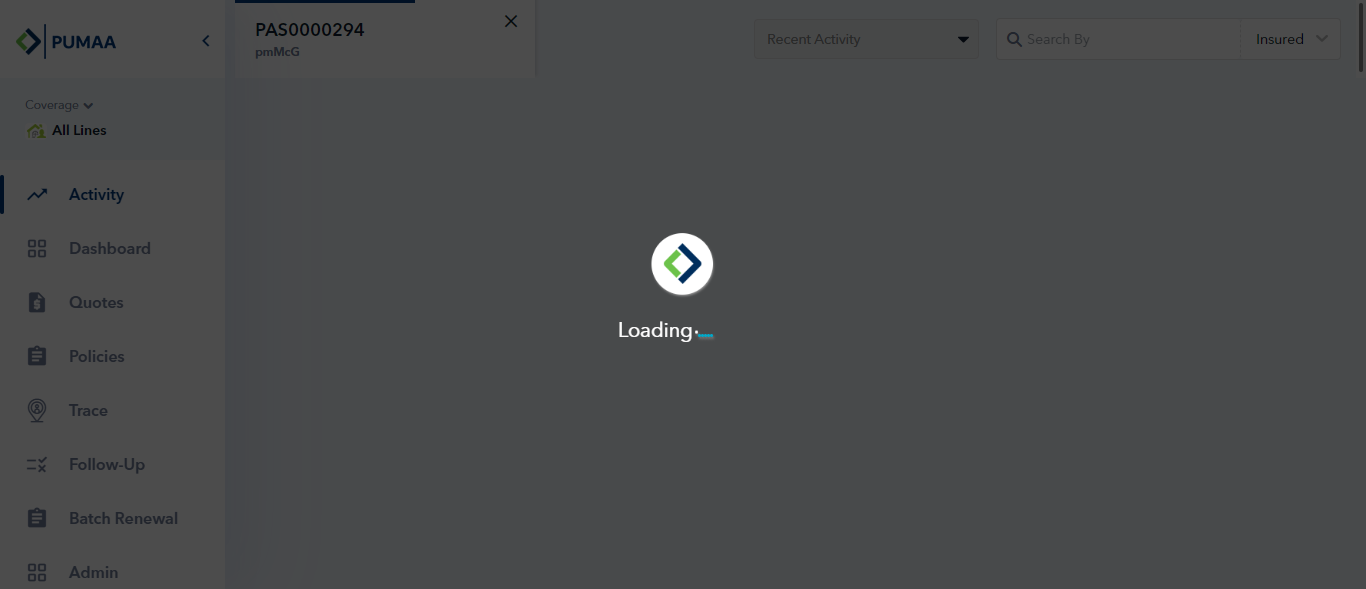 PUMAA
PAS0000294
pmMcG
Recent Activity
Search By
Insured
Coverage
All Lines
Activity
Dashboard
Quotes
Policies
Trace
Follow-Up
Batch Renewal
Admin
Loading.